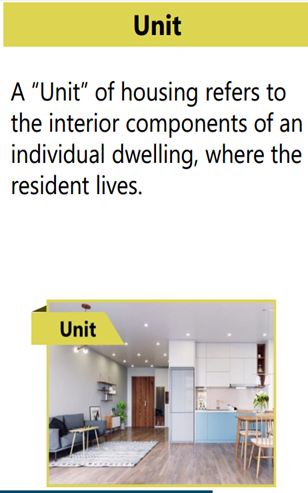 Unit
A “Unit” of housing refers to
the interior components of an
individual dwelling, where the
resident lives.
Unit